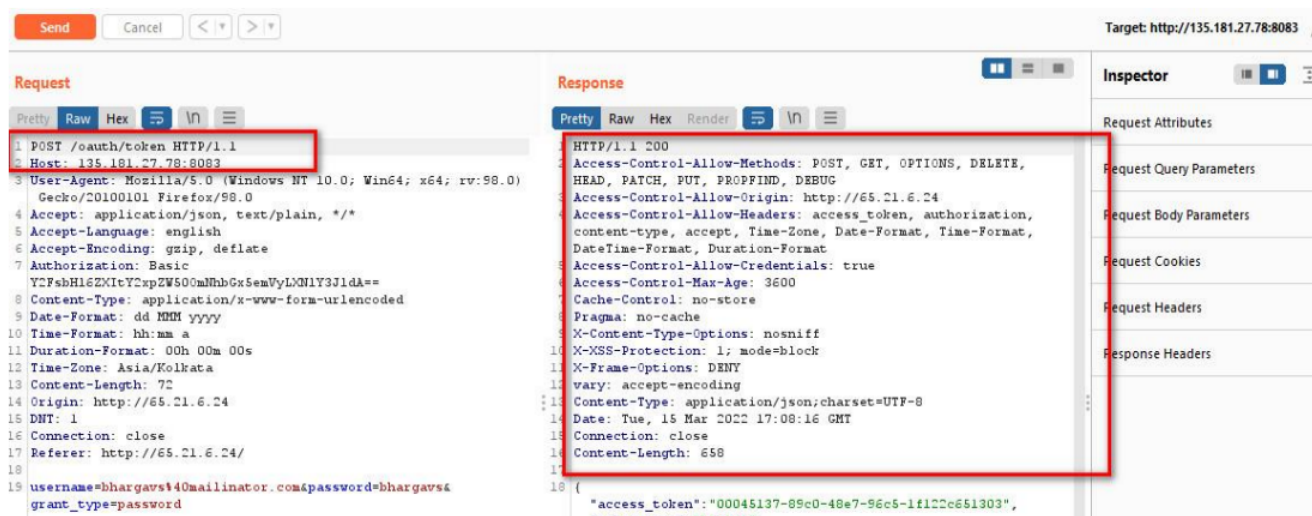 Send Cancel < > Target: http://135.181.27.78:8083
Request
Pretty Raw Hex \n
1 POST /oauth/token HTTP/1.1
2 Host: 135.181.27.78:8083
3 User-Agent: Mozilla/5.0 (Windows NT 10.0; Win64; x64; rv:98.0)
Gecko/20100101 Firefox/98.0
4 Accept: application/json, text/plain, */*
5 Accept-Language: english
6 Accept-Encoding: gzip, deflate
7 Authorization: Basic
8 Content-Type: application/x-www-form-urlencoded
9 Date-Format: dd MMM yyyy
10 Time-Format: hh:mm a
11 Duration-Format: 00h 00m 00s
12 Time-Zone: Asia/Kolkata
13 Content-Length: 72
14 Origin: http://65.21.6.24
15 DNT: 1
16 Connection: close
17 Referer: http://65.21.6.24/
18
19 username=bhargavs%40mailinator.com&password=bhargavs&
grant_type=password
Response
Pretty Raw Hex Render \n
1 HTTP/1.1 200
2 Access-Control-Allow-Methods: POST, GET, OPTIONS, DELETE,
HEAD, PATCH, PUT, PROPFIND, DEBUG
3 Access-Control-Allow-Origin: http://65.21.6.24
4 Access-Control-Allow-Headers: access_token, authorization,
content-type, accept, Time-Zone, Date-Format, Time-Format,
DateTime-Format, Duration-Format
5 Access-Control-Allow-Credentials: true
6 Access-Control-Max-Age: 3600
7 Cache-Control: no-store
8 Pragma: no-cache
9 X-Content-Type-Options: nosniff
10 X-XSS-Protection: 1; mode=block
11 X-Frame-Options: DENY
12 vary: accept-encoding
13 Content-Type: application/json;charset=UTF-8
14 Date: Tue, 15 Mar 2022 17:08:16 GMT
15 Connection: close
16 Content-Length: 658
17
18 {
"access_token":"00045137-89c0-48e7-96c5-1f122c651303",
Inspector
Request Attributes
Request Query Parameters
Request Body Parameters
Request Cookies
Request Headers
Response Headers